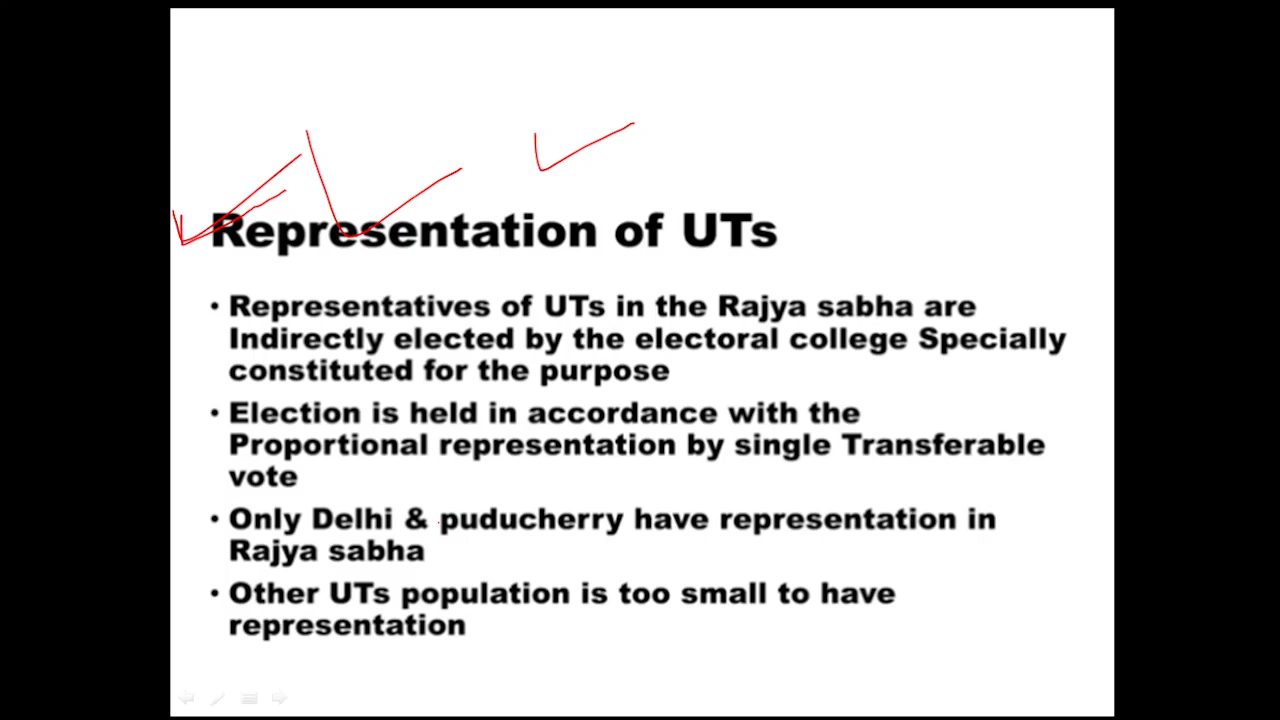 Representation of UTs
• Representatives of UTs in the Rajya sabha are
Indirectly elected by the electoral college Specially
constituted for the purpose
• Election is held in accordance with the
Proportional representation by single Transferable
vote
• Only Delhi & puducherry have representation in
Rajya sabha
• Other UTs population is too small to have
representation